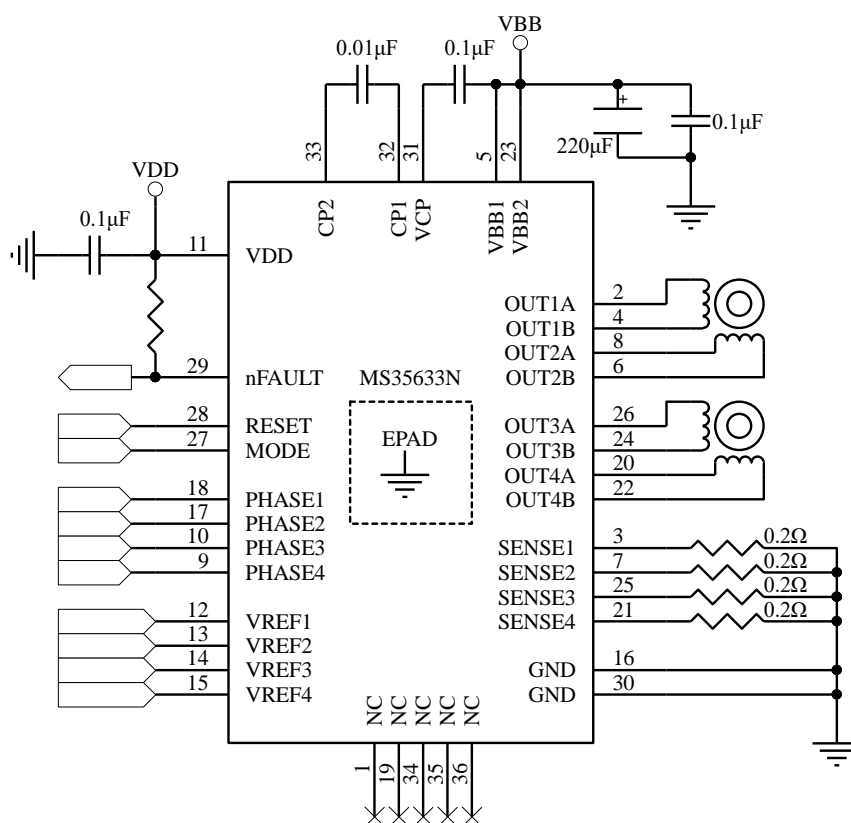 VBB
0.01µF
0.1µF
+
0.1µF
220µF
33
32
31
5
23
VDD
0.1µF
CP2
CP1
VCP
VBB1
VBB2
11
VDD
OUT1A
2
OUT1B
4
OUT2A
8
OUT2B
6
29
nFAULT
MS35633N
28
RESET
27
MODE
EPAD
OUT3A
26
OUT3B
24
OUT4A
20
OUT4B
22
18
PHASE1
17
PHASE2
10
PHASE3
9
PHASE4
SENSE1
3
0.2Ω
SENSE2
7
0.2Ω
SENSE3
25
0.2Ω
SENSE4
21
0.2Ω
12
VREF1
13
VREF2
14
VREF3
15
VREF4
GND
16
GND
30
NC
NC
NC
NC
NC
1
19
34
35
36